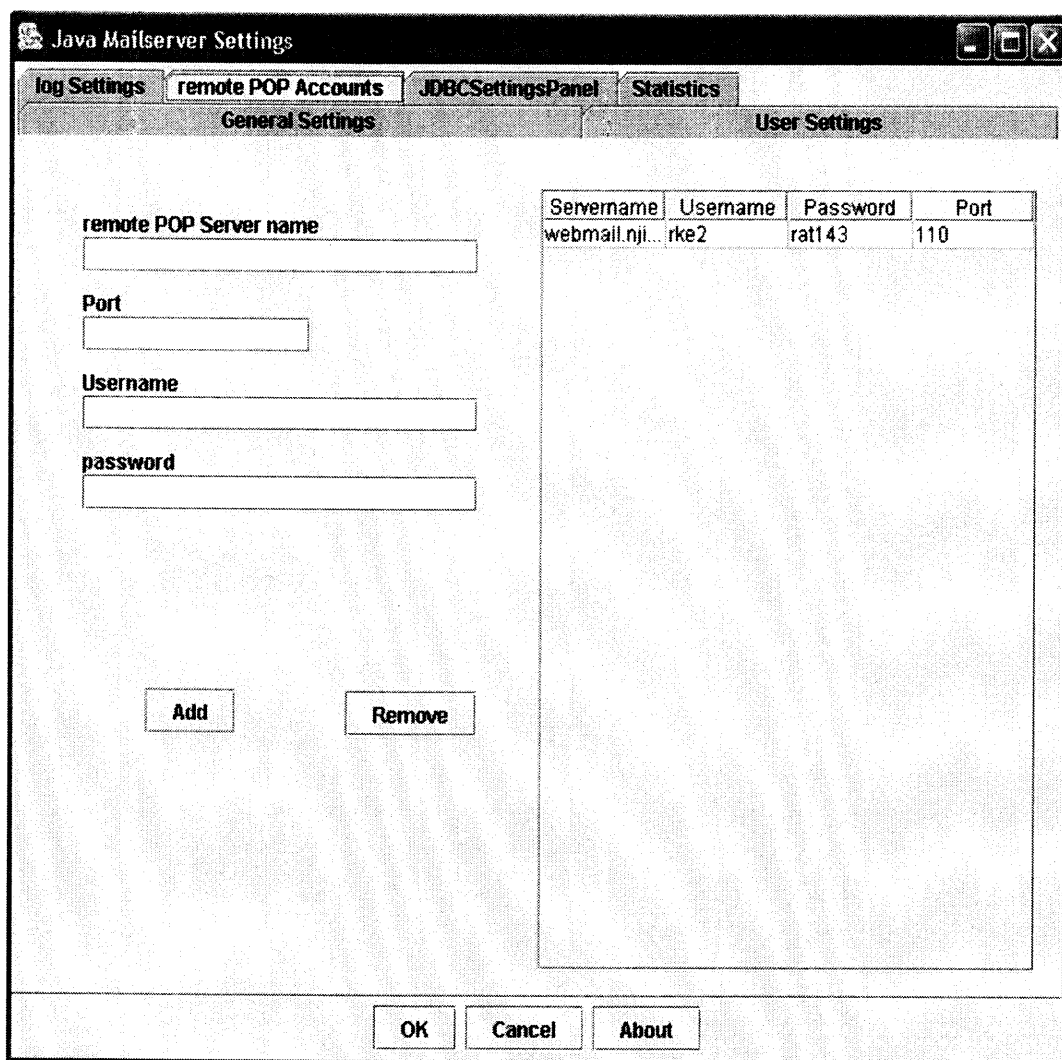 Java Mailserver Settings
log Settings remote POP Accounts JDBCSettingsPanel Statistics
General Settings User Settings
remote POP Server name
Port
Username
password
Add Remove
Servername Username Password Port
webmail.nji... rke2 rat143 110
OK Cancel About